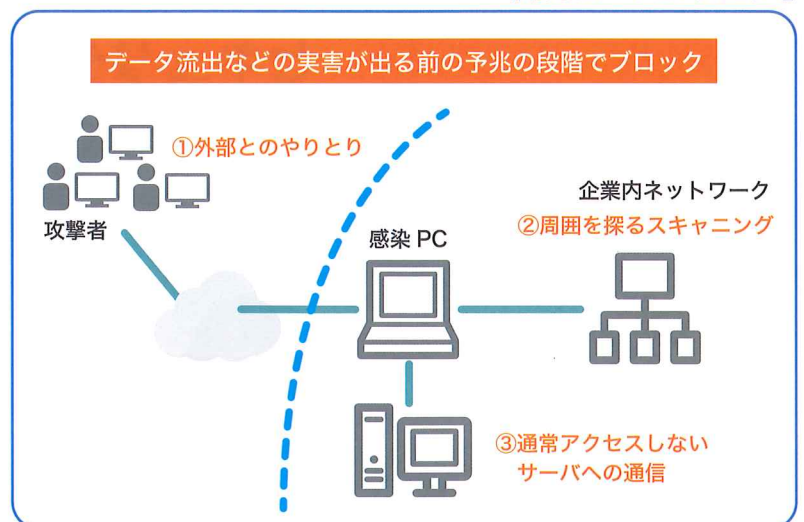 データ流出などの実害が出る前の予兆の段階でブロック
①外部とのやりとり
攻撃者
感染 PC
企業内ネットワーク
②周囲を探るスキャニング
③通常アクセスしない
サーバへの通信